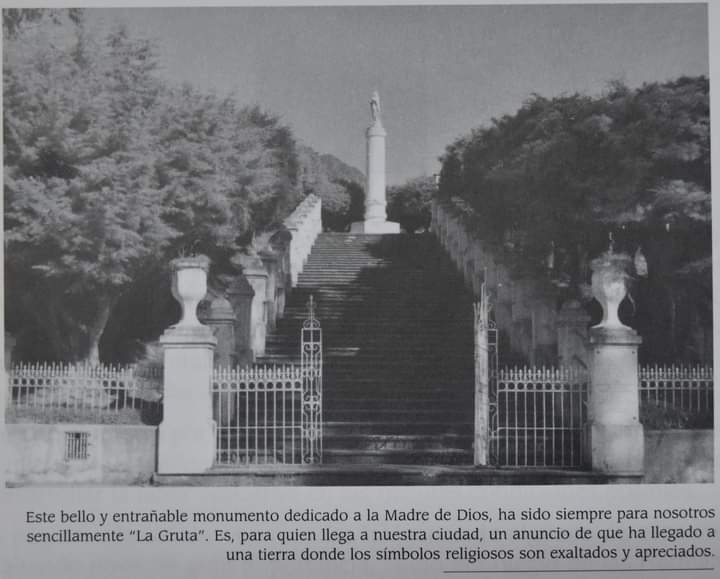 Este bello y entrañable monumento dedicado a la Madre de Dios, ha sido siempre para nosotros
sencillamente “La Gruta”. Es, para quien llega a nuestra ciudad, un anuncio de que ha llegado a
una tierra donde los símbolos religiosos son exaltados y apreciados.